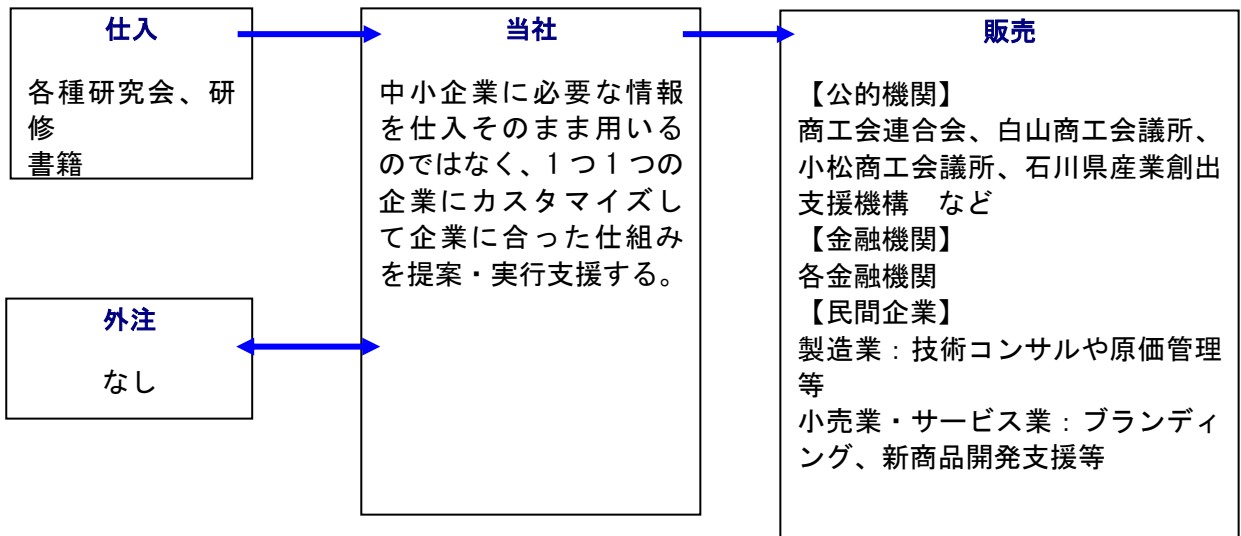 仕入
各種研究会、研
修
書籍
外注
なし
当社
中小企業に必要な情報
を仕入そのまま用いる
のではなく、1つ1つの
企業にカスタマイズし
て企業に合った仕組み
を提案・実行支援する。
販売
【公的機関】
商工会連合会、白山商工会議所、
小松商工会議所、石川県産業創出
支援機構　など
【金融機関】
各金融機関
【民間企業】
製造業：技術コンサルや原価管理
等
小売業・サービス業：ブランディ
ング、新商品開発支援等